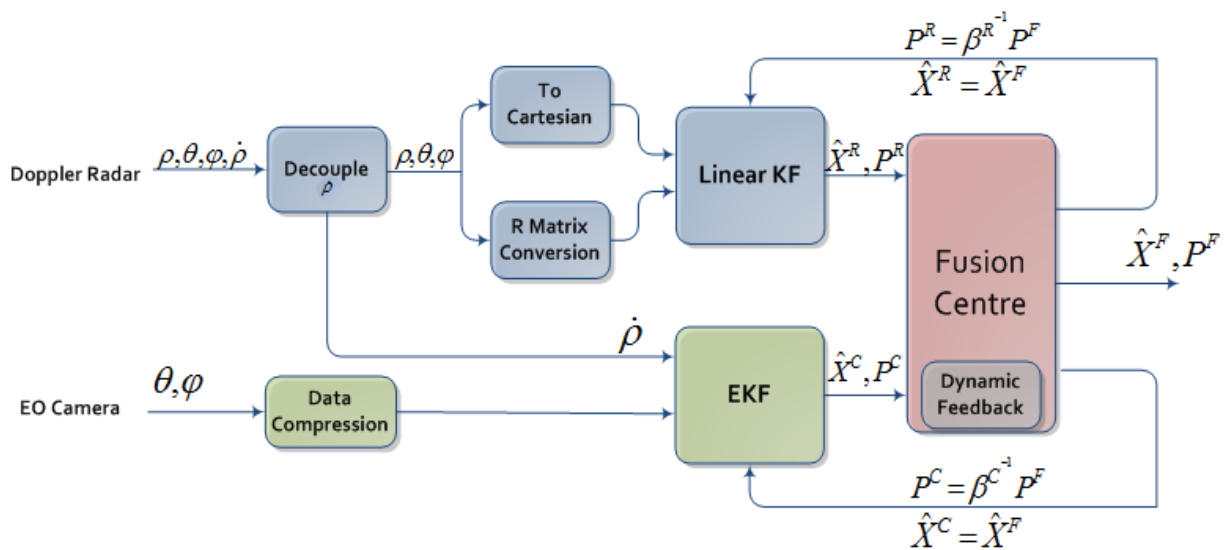 P^R = β^{R^{-1}} P^F
X̂^R = X̂^F
To
Cartesian
Doppler Radar
ρ,θ,φ,ρ̇
Decouple
ρ̇
ρ,θ,φ
Linear KF
X̂^R, P^R
R Matrix
Conversion
Fusion
Centre
X̂^F, P^F
ρ̇
EO Camera
θ,φ
Data
Compression
EKF
X̂^C, P^C
Dynamic
Feedback
P^C = β^{C^{-1}} P^F
X̂^C = X̂^F